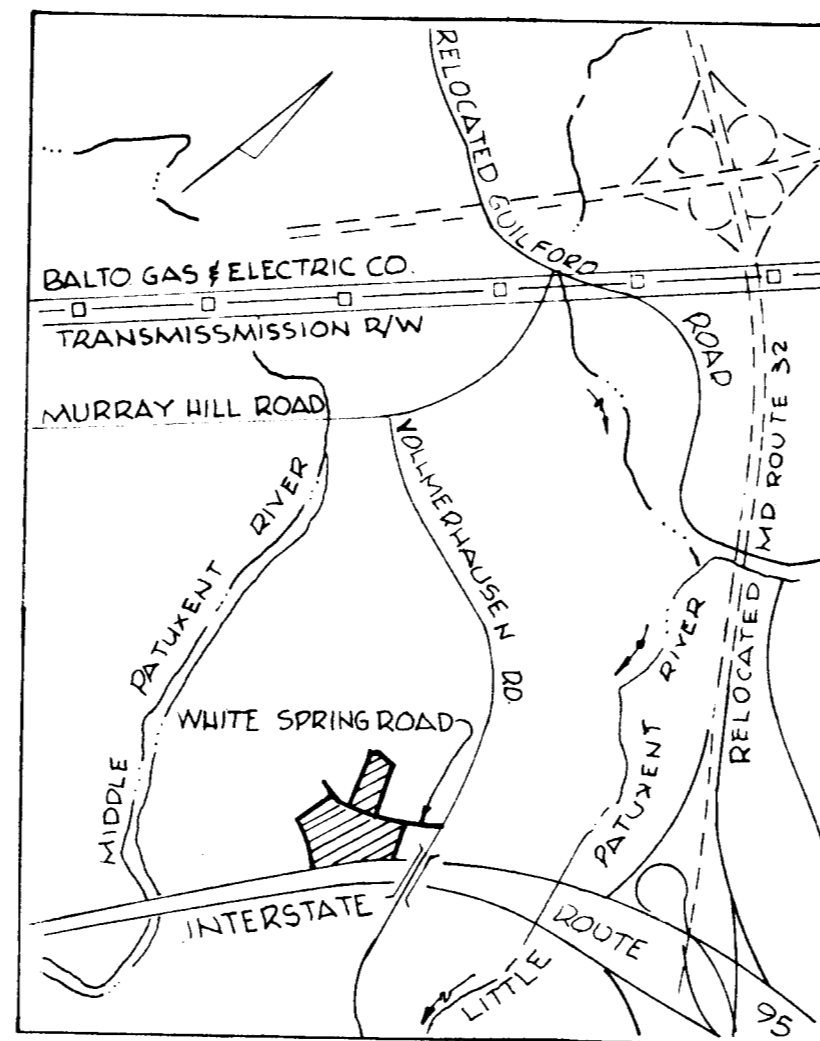 RELOCATED GUILFORD ROAD
BALTO. GAS & ELECTRIC CO.
TRANSMISSMISSION R/W
MURRAY HILL ROAD
VOLLMERHAUSEN RD.
RELOCATED MD ROUTE 32
MIDDLE PATUXENT RIVER
WHITE SPRING ROAD
LITTLE PATUXENT RIVER
INTERSTATE ROUTE 95